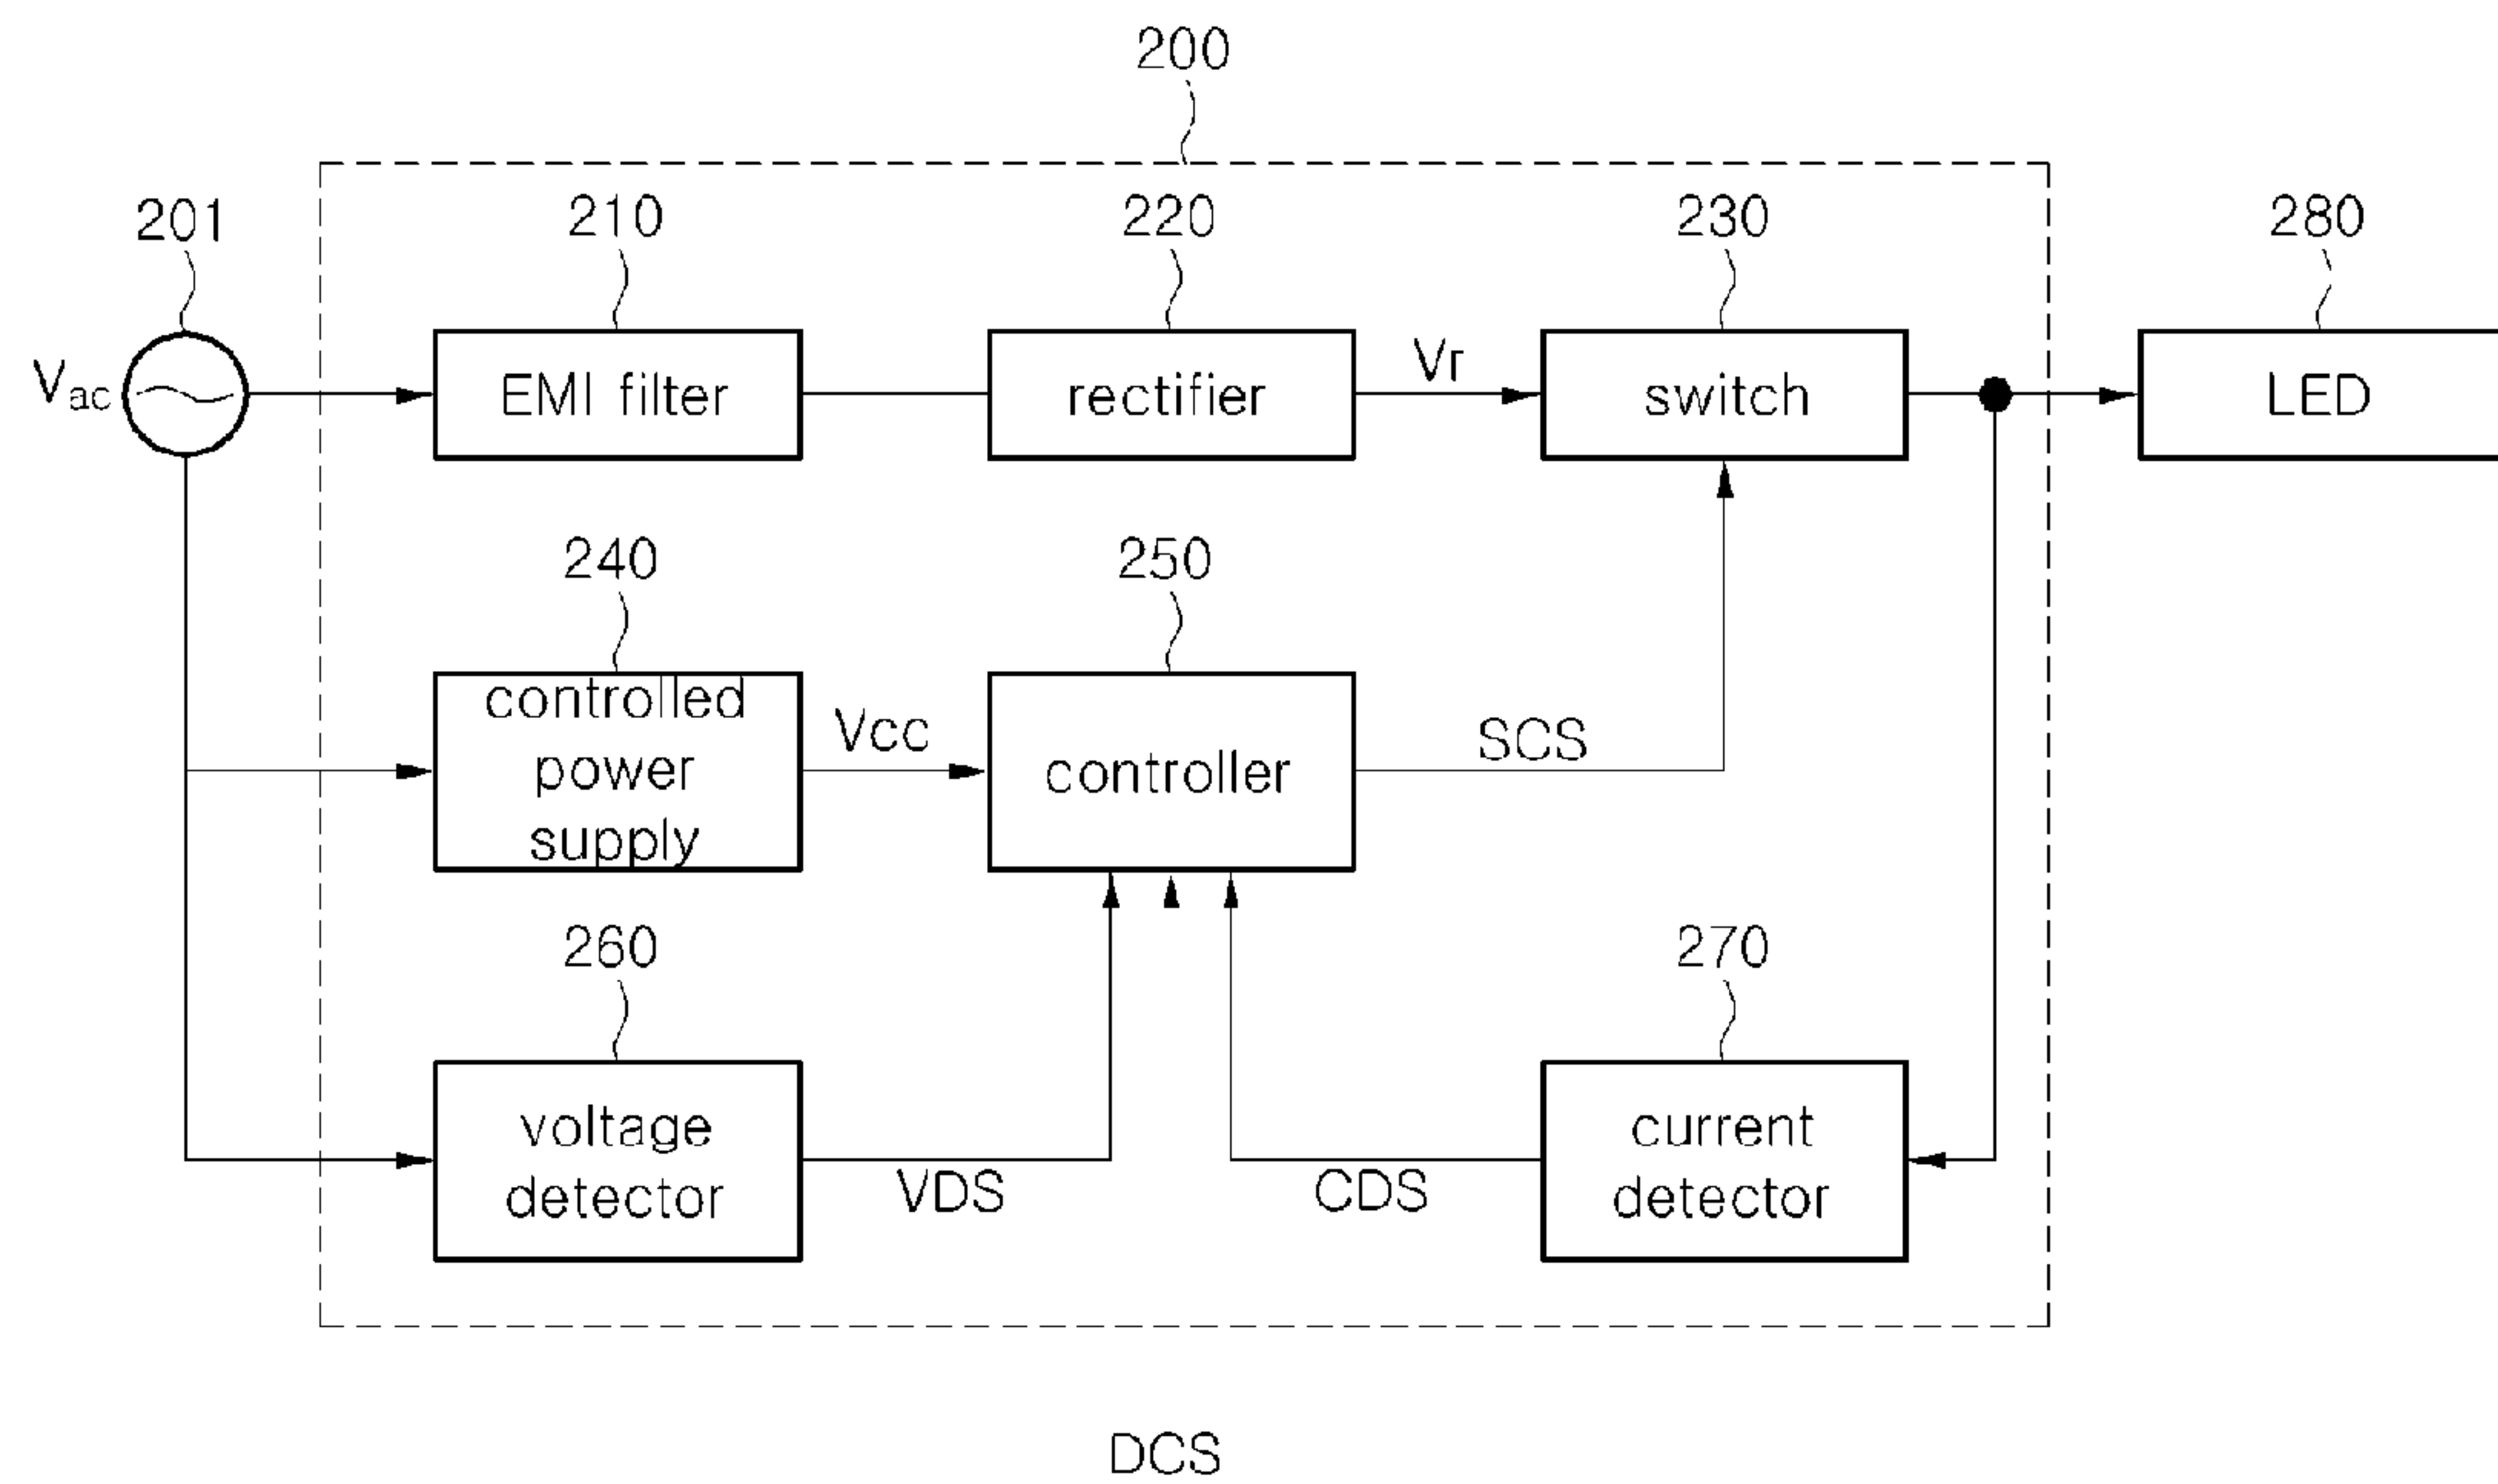 200
201
210
220
230
280
Vac
EMI filter
rectifier
Vr
switch
LED
240
250
controlled
power
supply
Vcc
controller
SCS
260
270
voltage
detector
VDS
CDS
current
detector
DCS